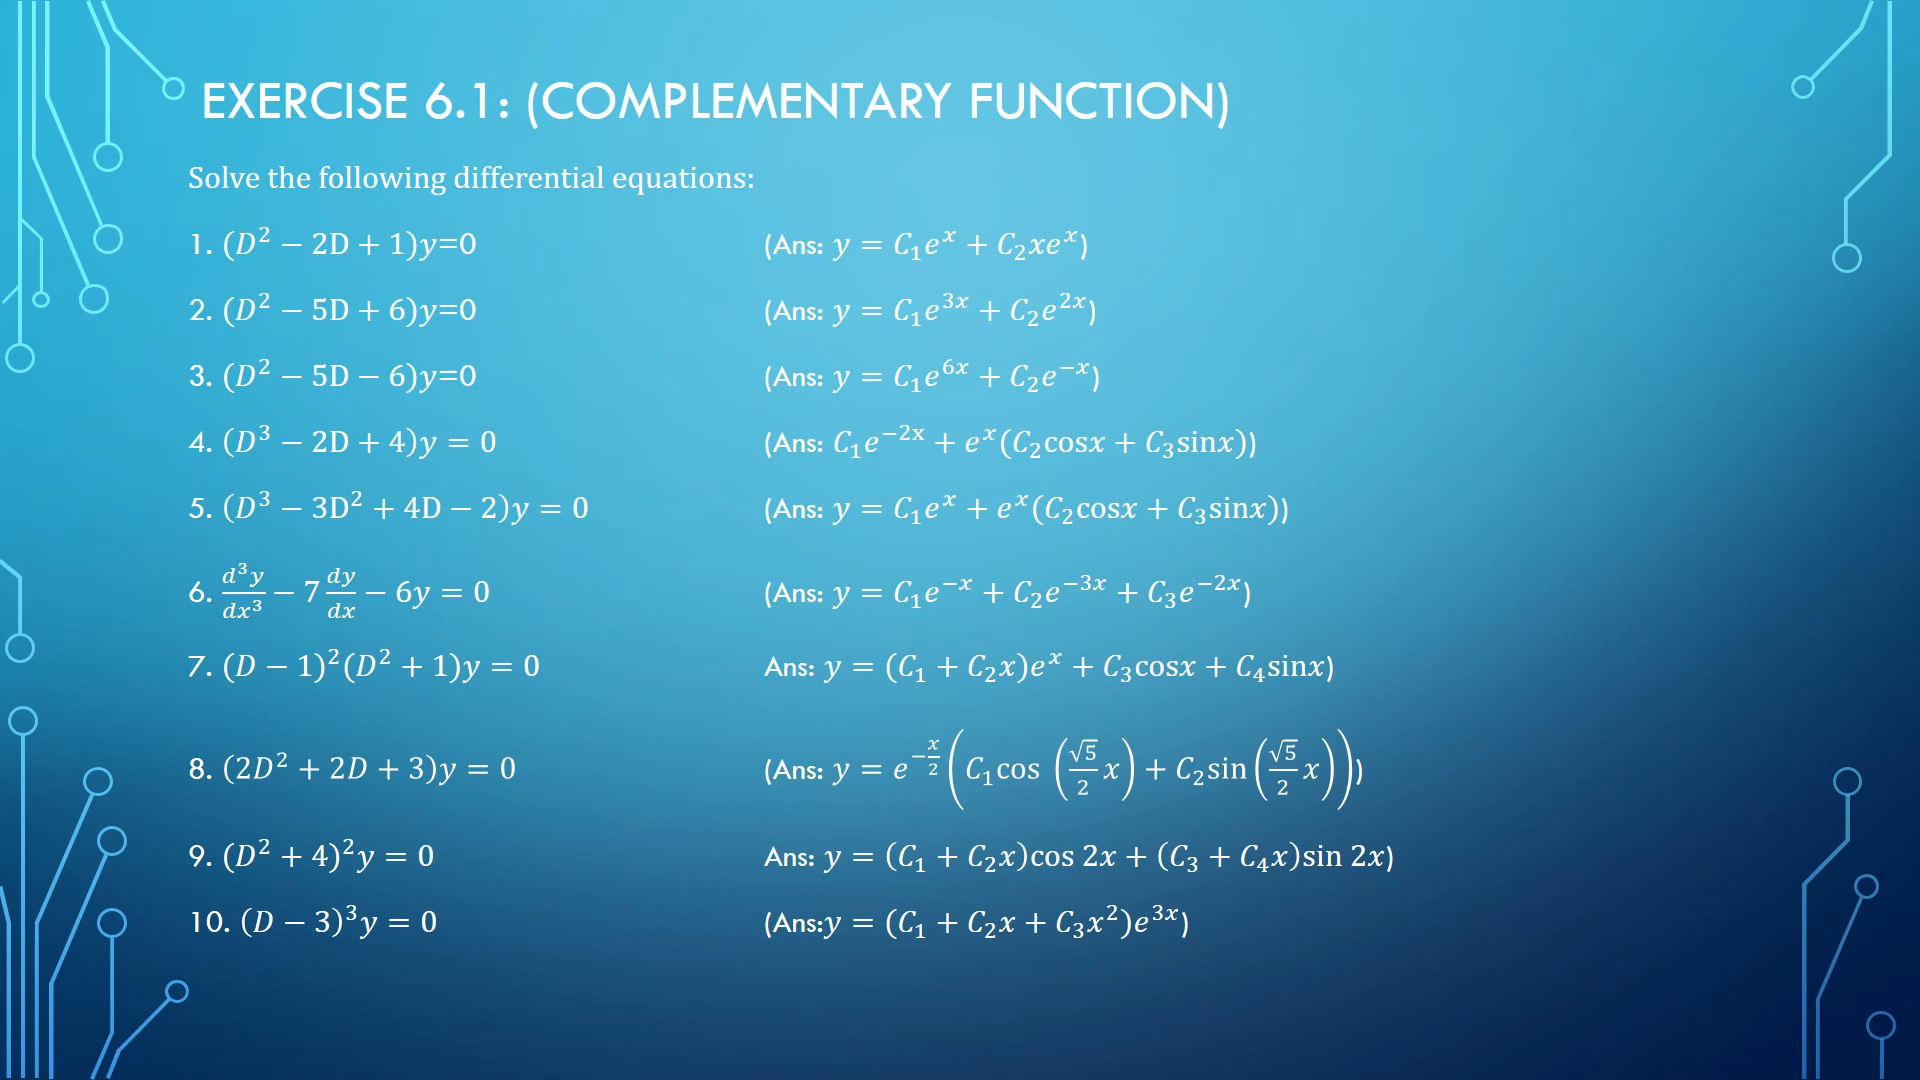 EXERCISE 6.1: (COMPLEMENTARY FUNCTION)
Solve the following differential equations:
1. (D² − 2D + 1)y=0 (Ans: y = C₁eˣ + C₂xeˣ)
2. (D² − 5D + 6)y=0 (Ans: y = C₁e³ˣ + C₂e²ˣ)
3. (D² − 5D − 6)y=0 (Ans: y = C₁e⁶ˣ + C₂e⁻ˣ)
4. (D³ − 2D + 4)y = 0 (Ans: C₁e⁻²ˣ + eˣ(C₂cosx + C₃sinx))
5. (D³ − 3D² + 4D − 2)y = 0 (Ans: y = C₁eˣ + eˣ(C₂cosx + C₃sinx))
6. d³y/dx³ − 7 dy/dx − 6y = 0 (Ans: y = C₁e⁻ˣ + C₂e⁻³ˣ + C₃e⁻²ˣ)
7. (D − 1)²(D² + 1)y = 0 Ans: y = (C₁ + C₂x)eˣ + C₃cosx + C₄sinx)
8. (2D² + 2D + 3)y = 0 (Ans: y = e^(−x/2) (C₁cos (√5/2 x) + C₂sin (√5/2 x)))
9. (D² + 4)²y = 0 Ans: y = (C₁ + C₂x)cos 2x + (C₃ + C₄x)sin 2x)
10. (D − 3)³y = 0 (Ans:y = (C₁ + C₂x + C₃x²)e³ˣ)